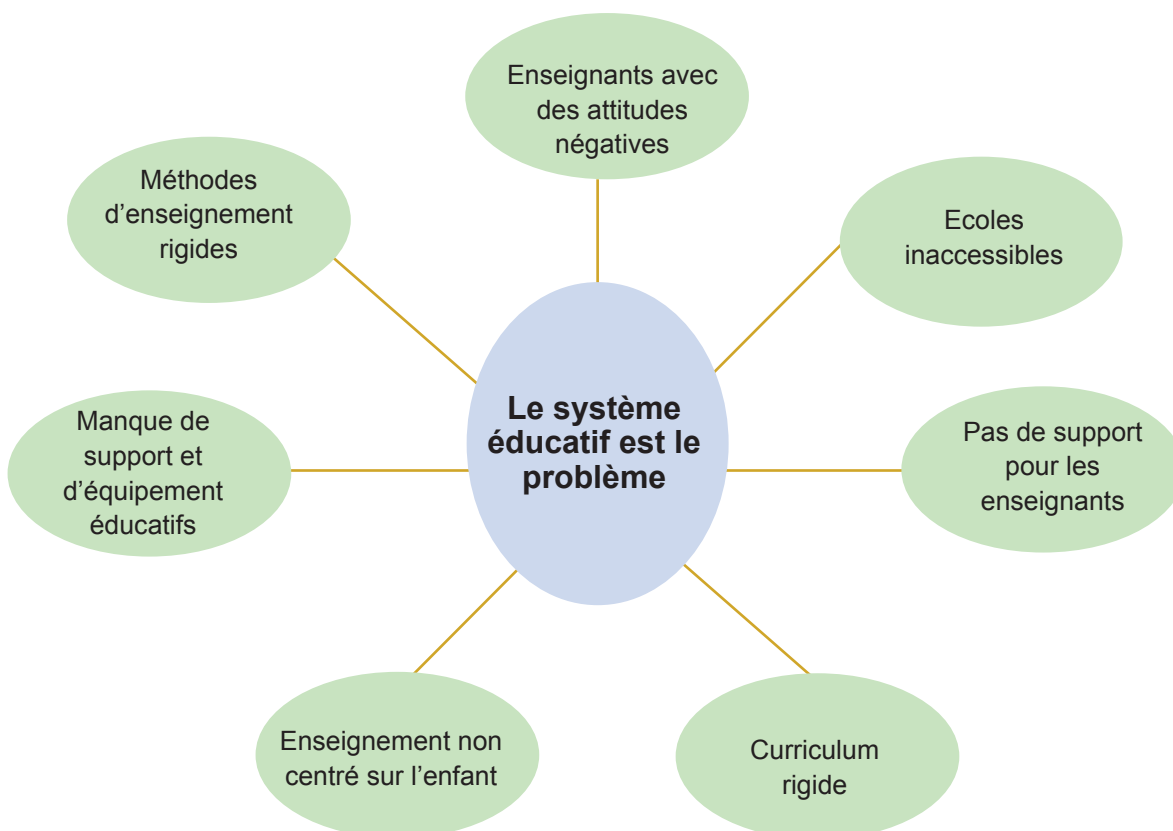 Enseignants avec
des attitudes
négatives
Méthodes
d’enseignement
rigides
Ecoles
inaccessibles
Le système
éducatif est le
problème
Manque de
support et
d’équipement
éducatifs
Pas de support
pour les
enseignants
Enseignement non
centré sur l’enfant
Curriculum
rigide